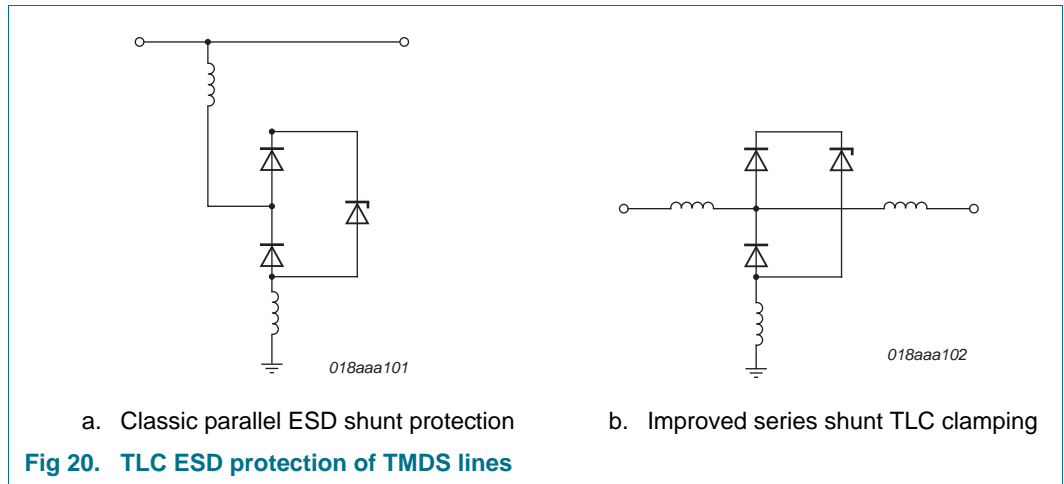 018aaa101
018aaa102
a. Classic parallel ESD shunt protection
b. Improved series shunt TLC clamping
Fig 20. TLC ESD protection of TMDS lines